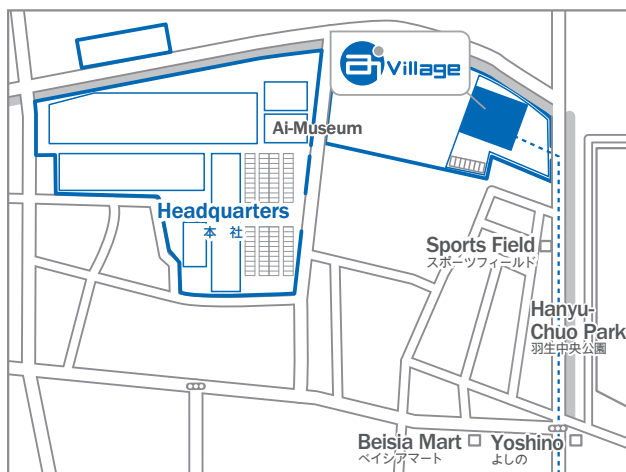 ai Village
Ai-Museum
Headquarters
本 社
Sports Field
スポーツフィールド
Hanyu-
Chuo Park
羽生中央公園
Beisia Mart
ベイシアマート
Yoshino
よしの